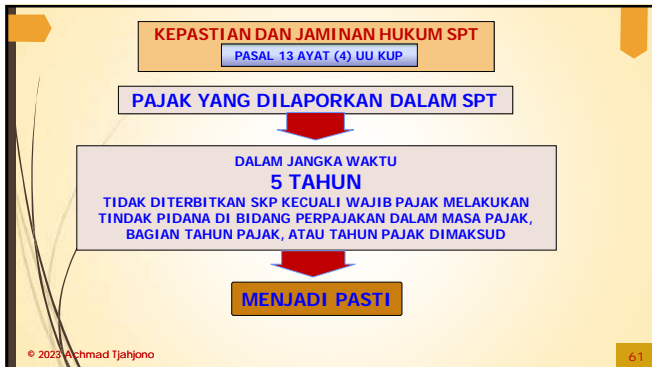 KEPASTIAN DAN JAMINAN HUKUM SPT
PASAL 13 AYAT (4) UU KUP
PAJAK YANG DILAPORKAN DALAM SPT
DALAM JANGKA WAKTU
5 TAHUN
TIDAK DITERBITKAN SKP KECUALI WAJIB PAJAK MELAKUKAN
TINDAK PIDANA DI BIDANG PERPAJAKAN DALAM MASA PAJAK,
BAGIAN TAHUN PAJAK, ATAU TAHUN PAJAK DIMAKSUD
MENJADI PASTI
© 2023 Achmad Tjahjono
61